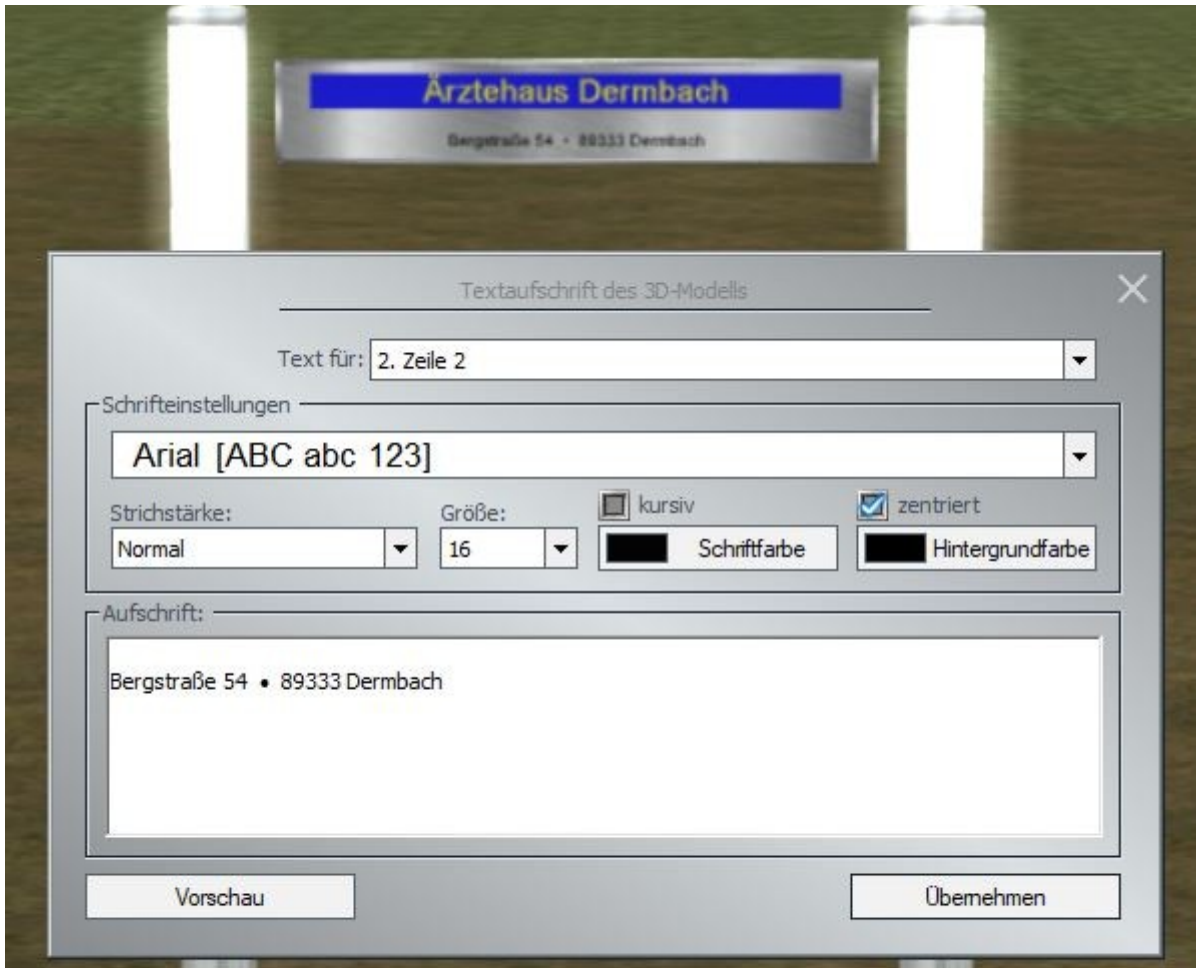 Ärztehaus Dermbach
Bergstraße 54 • 89333 Dermbach
Textaufschrift des 3D-Modells
Text für: 2. Zeile 2
Schrifteinstellungen
Arial [ABC abc 123]
Strichstärke: Größe: kursiv zentriert
Normal 16 Schriftfarbe Hintergrundfarbe
Aufschrift:
Bergstraße 54 • 89333 Dermbach
Vorschau Übernehmen